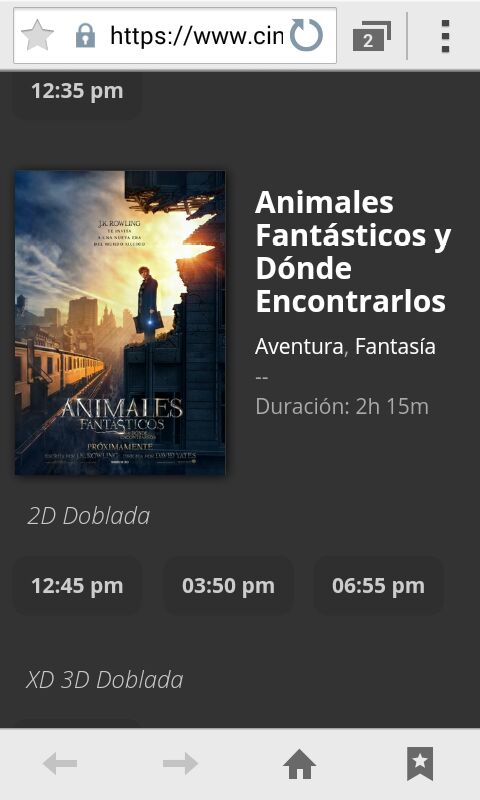 https://www.cin
2
12:35 pm
J.K. ROWLING
TE INVITA
A UNA NUEVA ERA
DEL MUNDO MÁGICO
ANIMALES
FANTÁSTICOS
Y DÓNDE
ENCONTRARLOS
PRÓXIMAMENTE
ESCRITA POR J.K. ROWLING DIRIGIDA POR DAVID YATES
Animales
Fantásticos y
Dónde
Encontrarlos
Aventura, Fantasía
--
Duración: 2h 15m
2D Doblada
12:45 pm 03:50 pm 06:55 pm
XD 3D Doblada